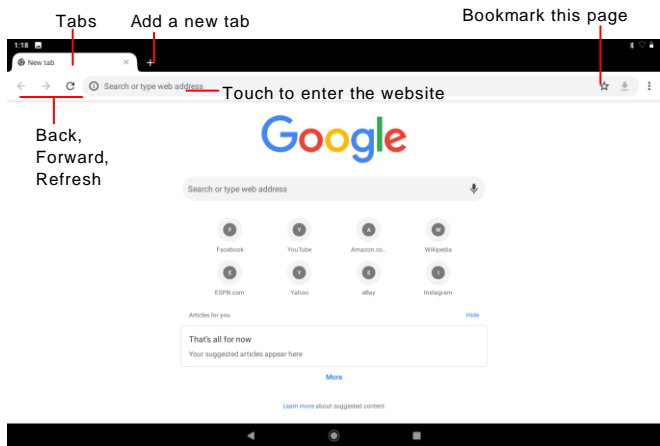 Tabs
Add a new tab
Bookmark this page
1:18
New tab
Search or type web address
Touch to enter the website
Back,
Forward,
Refresh
Google
Search or type web address
F
Y
A
W
Facebook
YouTube
Amazon.co...
Wikipedia
E
Y
E
I
ESPN.com
Yahoo
eBay
Instagram
Articles for you
Hide
That's all for now
Your suggested articles appear here
More
Learn more about suggested content